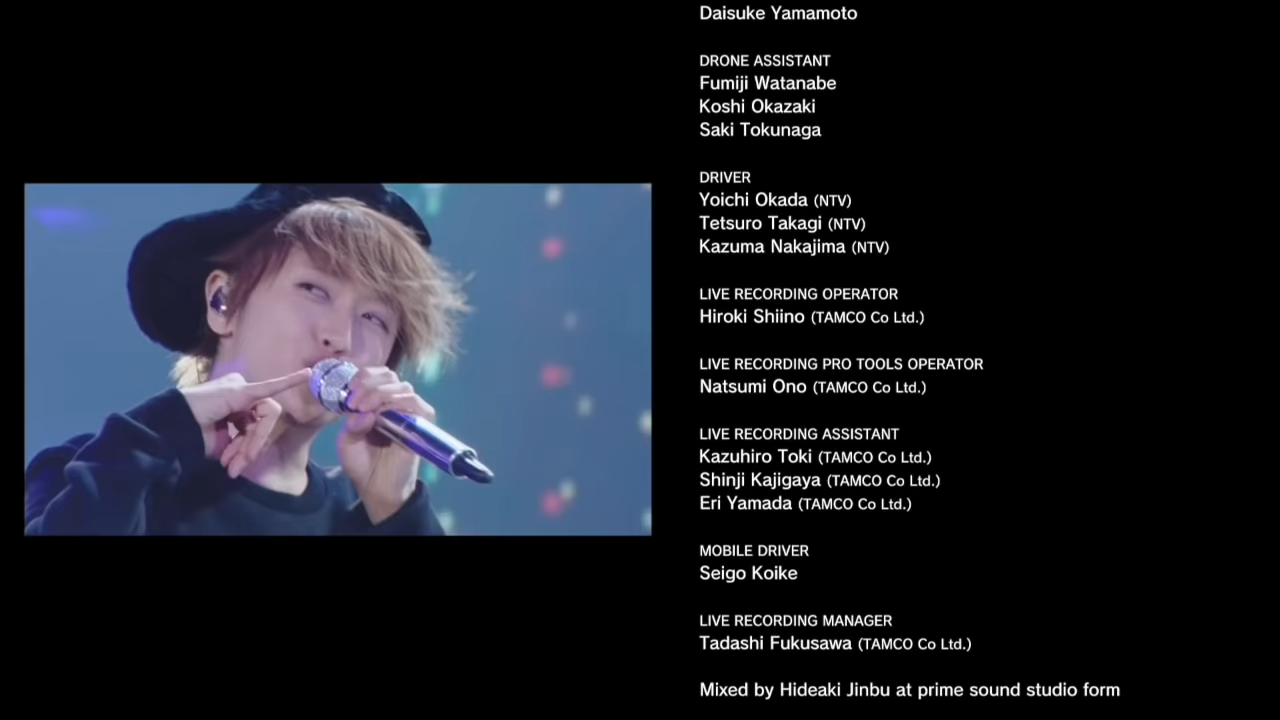 Daisuke Yamamoto
DRONE ASSISTANT
Fumiji Watanabe
Koshi Okazaki
Saki Tokunaga
DRIVER
Yoichi Okada (NTV)
Tetsuro Takagi (NTV)
Kazuma Nakajima (NTV)
LIVE RECORDING OPERATOR
Hiroki Shiino (TAMCO Co Ltd.)
LIVE RECORDING PRO TOOLS OPERATOR
Natsumi Ono (TAMCO Co Ltd.)
LIVE RECORDING ASSISTANT
Kazuhiro Toki (TAMCO Co Ltd.)
Shinji Kajigaya (TAMCO Co Ltd.)
Eri Yamada (TAMCO Co Ltd.)
MOBILE DRIVER
Seigo Koike
LIVE RECORDING MANAGER
Tadashi Fukusawa (TAMCO Co Ltd.)
Mixed by Hideaki Jinbu at prime sound studio form